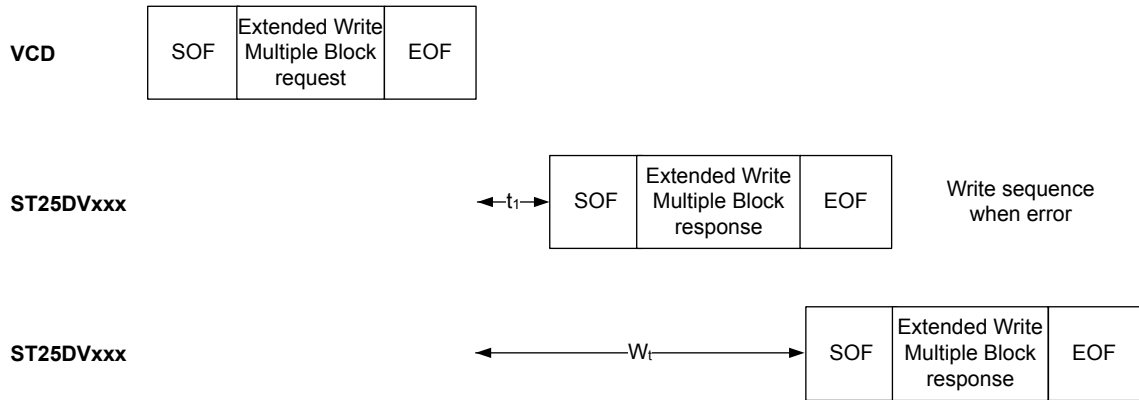 VCD
SOF
Extended Write
Multiple Block
request
EOF
ST25DVxxx
t1
SOF
Extended Write
Multiple Block
response
EOF
Write sequence
when error
ST25DVxxx
Wt
SOF
Extended Write
Multiple Block
response
EOF